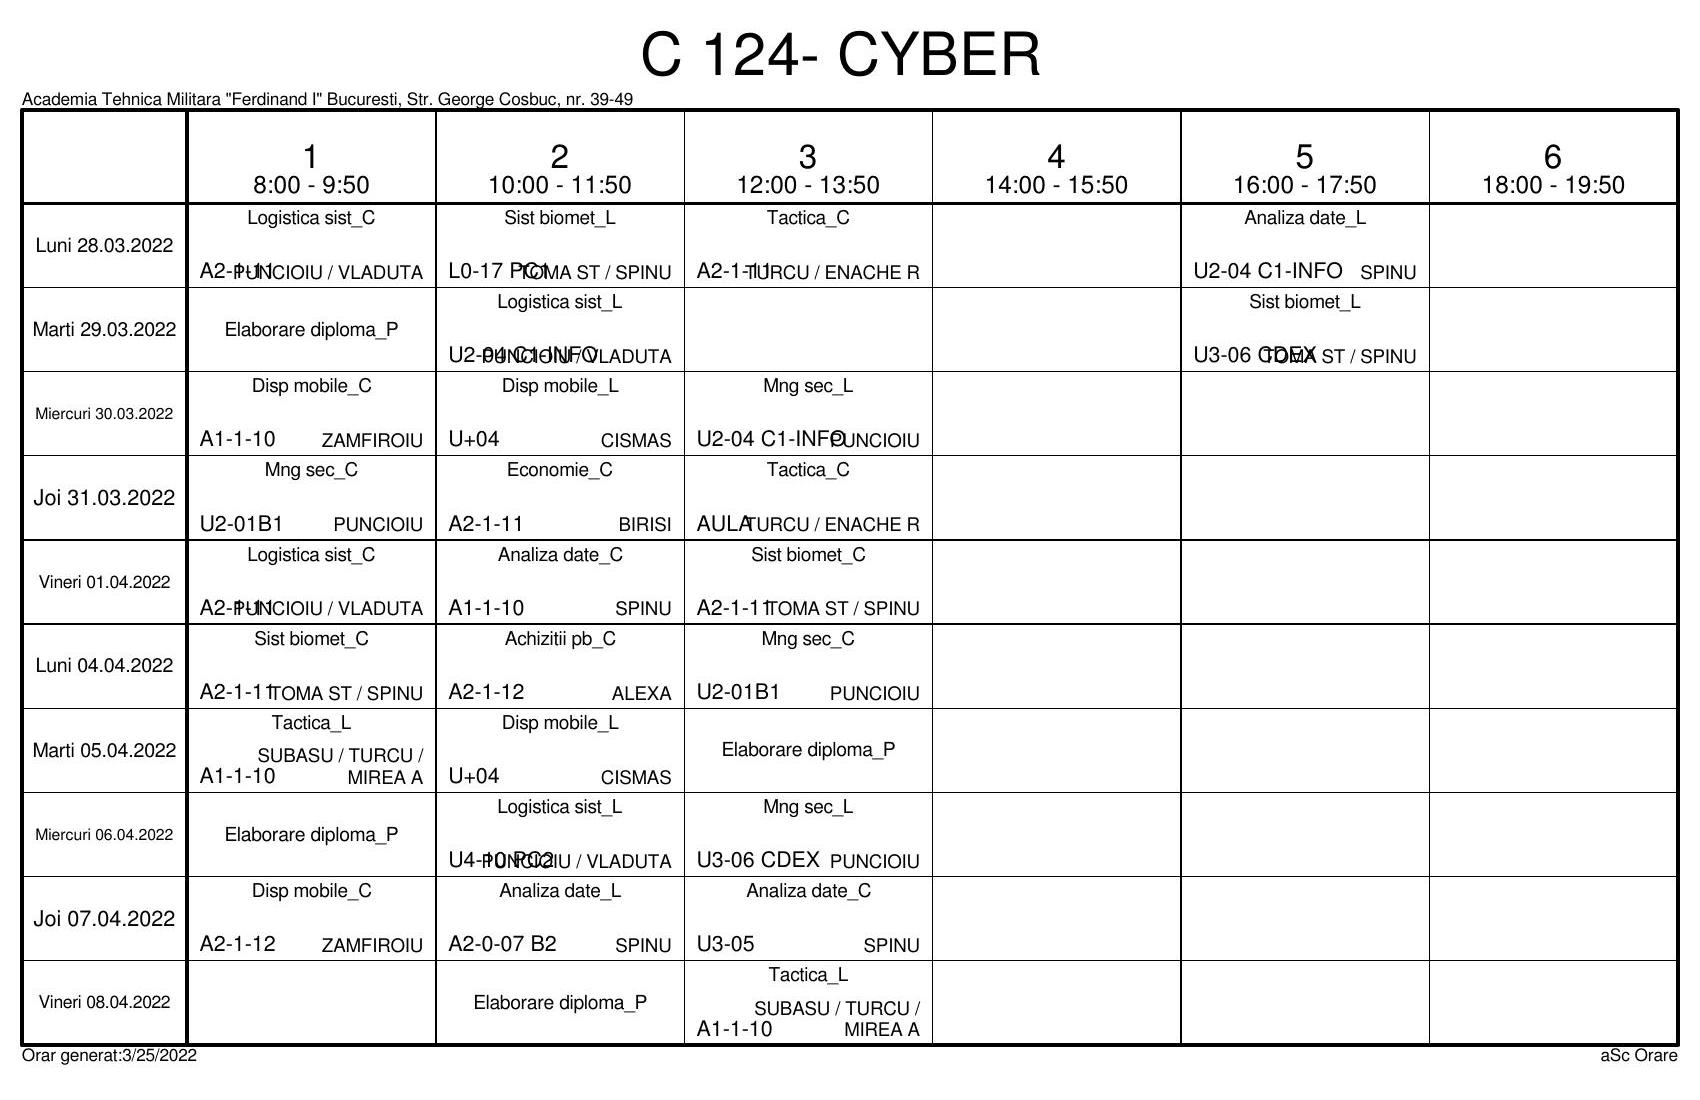 C 124- CYBER
Academia Tehnica Militara "Ferdinand I" Bucuresti, Str. George Cosbuc, nr. 39-49
1 2 3 4 5 6
8:00 - 9:50 10:00 - 11:50 12:00 - 13:50 14:00 - 15:50 16:00 - 17:50 18:00 - 19:50
Luni 28.03.2022
Logistica sist_C
A2-1-11 PUNCIOIU / VLADUTA
Sist biomet_L
L0-17 PC1 TOMA ST / SPINU
Tactica_C
A2-1-11 TURCU / ENACHE R
Analiza date_L
U2-04 C1-INFO SPINU
Marti 29.03.2022
Elaborare diploma_P
Logistica sist_L
U2-04 C1-INFO PUNCIOIU / VLADUTA
Sist biomet_L
U3-06 CDEX TOMA ST / SPINU
Miercuri 30.03.2022
Disp mobile_C
A1-1-10 ZAMFIROIU
Disp mobile_L
U+04 CISMAS
Mng sec_L
U2-04 C1-INFO PUNCIOIU
Joi 31.03.2022
Mng sec_C
U2-01B1 PUNCIOIU
Economie_C
A2-1-11 BIRISI
Tactica_C
AULA TURCU / ENACHE R
Vineri 01.04.2022
Logistica sist_C
A2-1-11 PUNCIOIU / VLADUTA
Analiza date_C
A1-1-10 SPINU
Sist biomet_C
A2-1-11 TOMA ST / SPINU
Luni 04.04.2022
Sist biomet_C
A2-1-11 TOMA ST / SPINU
Achizitii pb_C
A2-1-12 ALEXA
Mng sec_C
U2-01B1 PUNCIOIU
Marti 05.04.2022
Tactica_L
SUBASU / TURCU /
A1-1-10 MIREA A
Disp mobile_L
U+04 CISMAS
Elaborare diploma_P
Miercuri 06.04.2022
Elaborare diploma_P
Logistica sist_L
U4-10 PC2 PUNCIOIU / VLADUTA
Mng sec_L
U3-06 CDEX PUNCIOIU
Joi 07.04.2022
Disp mobile_C
A2-1-12 ZAMFIROIU
Analiza date_L
A2-0-07 B2 SPINU
Analiza date_C
U3-05 SPINU
Vineri 08.04.2022
Elaborare diploma_P
Tactica_L
SUBASU / TURCU /
A1-1-10 MIREA A
Orar generat:3/25/2022
aSc Orare